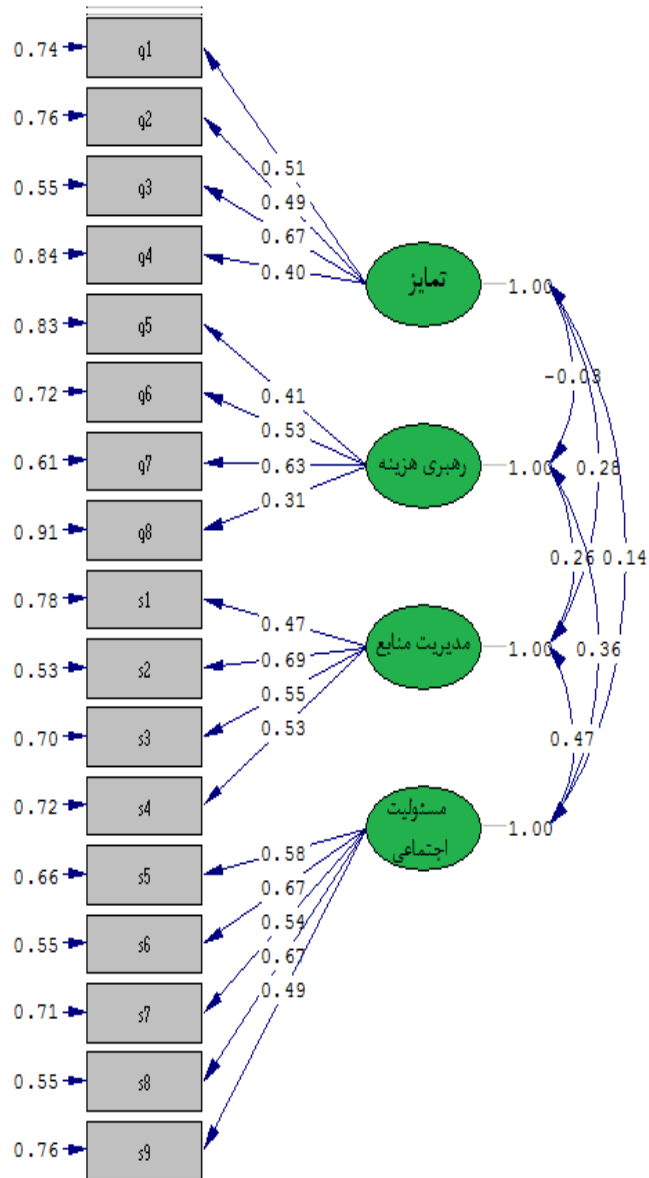 0.74 q1
0.76 q2
0.55 q3
0.84 q4
0.83 q5
0.72 q6
0.61 q7
0.91 q8
0.78 s1
0.53 s2
0.70 s3
0.72 s4
0.66 s5
0.55 s6
0.71 s7
0.55 s8
0.76 s9
0.51
0.49
0.67
0.40
0.41
0.53
0.63
0.31
0.47
0.69
0.55
0.53
0.58
0.67
0.54
0.67
0.49
تمایز
رهبری هزینه
مدیریت منابع
مسئولیت
اجتماعی
1.00
1.00
1.00
1.00
-0.03
0.28
0.26
0.14
0.36
0.47